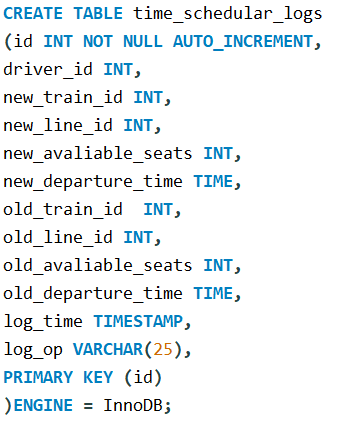 CREATE TABLE time_schedular_logs
(id INT NOT NULL AUTO_INCREMENT,
driver_id INT,
new_train_id INT,
new_line_id INT,
new_avaliable_seats INT,
new_departure_time TIME,
old_train_id  INT,
old_line_id INT,
old_avaliable_seats INT,
old_departure_time TIME,
log_time TIMESTAMP,
log_op VARCHAR(25),
PRIMARY KEY (id)
)ENGINE = InnoDB;